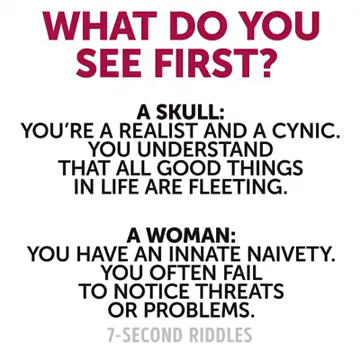 WHAT DO YOU
SEE FIRST?
A SKULL:
YOU'RE A REALIST AND A CYNIC.
YOU UNDERSTAND
THAT ALL GOOD THINGS
IN LIFE ARE FLEETING.
A WOMAN:
YOU HAVE AN INNATE NAIVETY.
YOU OFTEN FAIL
TO NOTICE THREATS
OR PROBLEMS.
7-SECOND RIDDLES